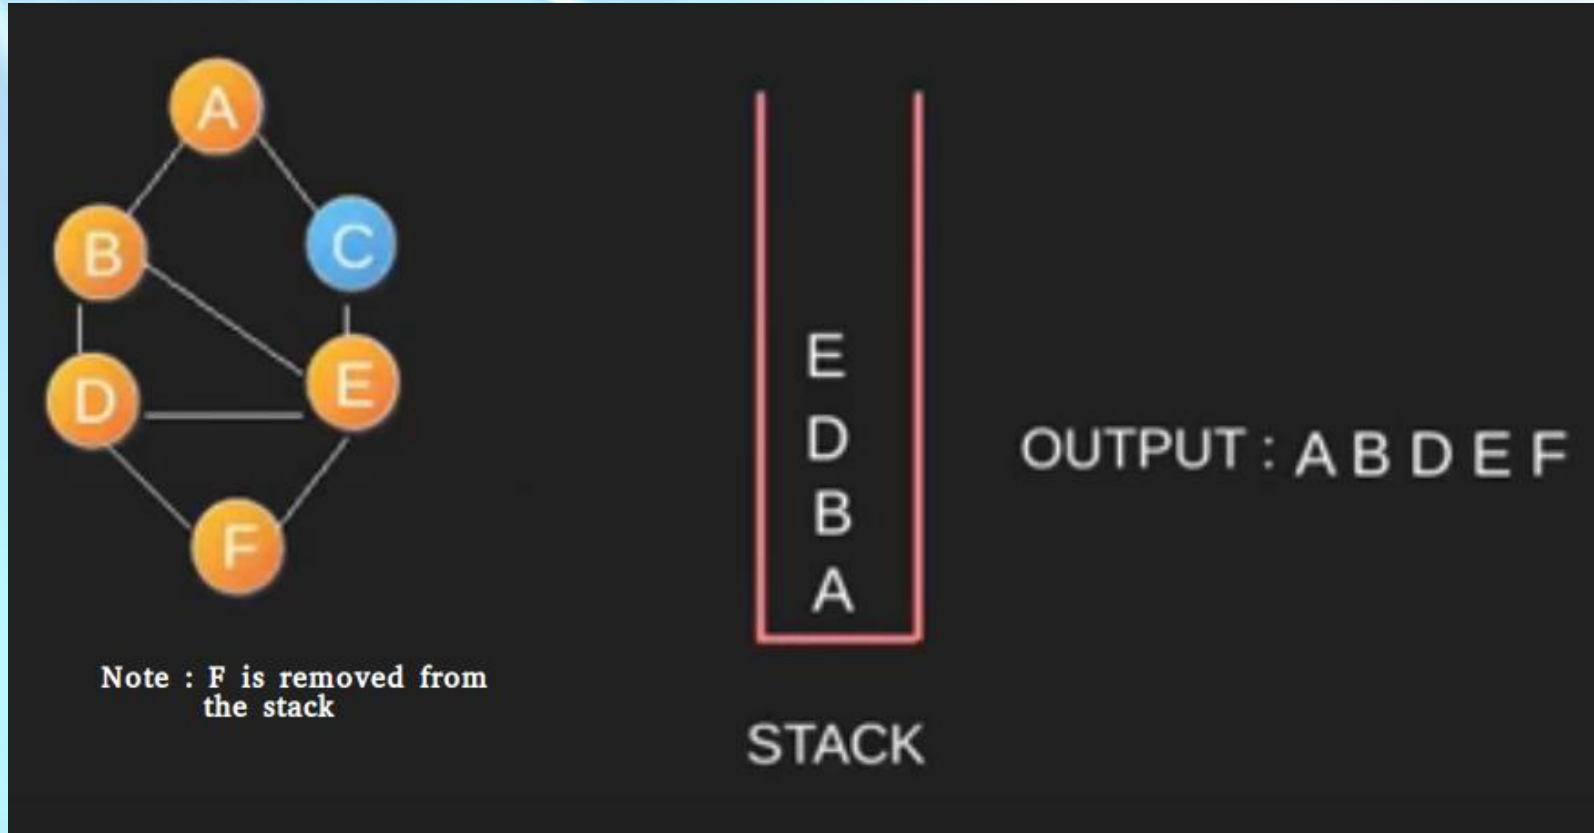 A
B
C
D
E
F
Note : F is removed from
the stack
E
D
B
A
STACK
OUTPUT : A B D E F